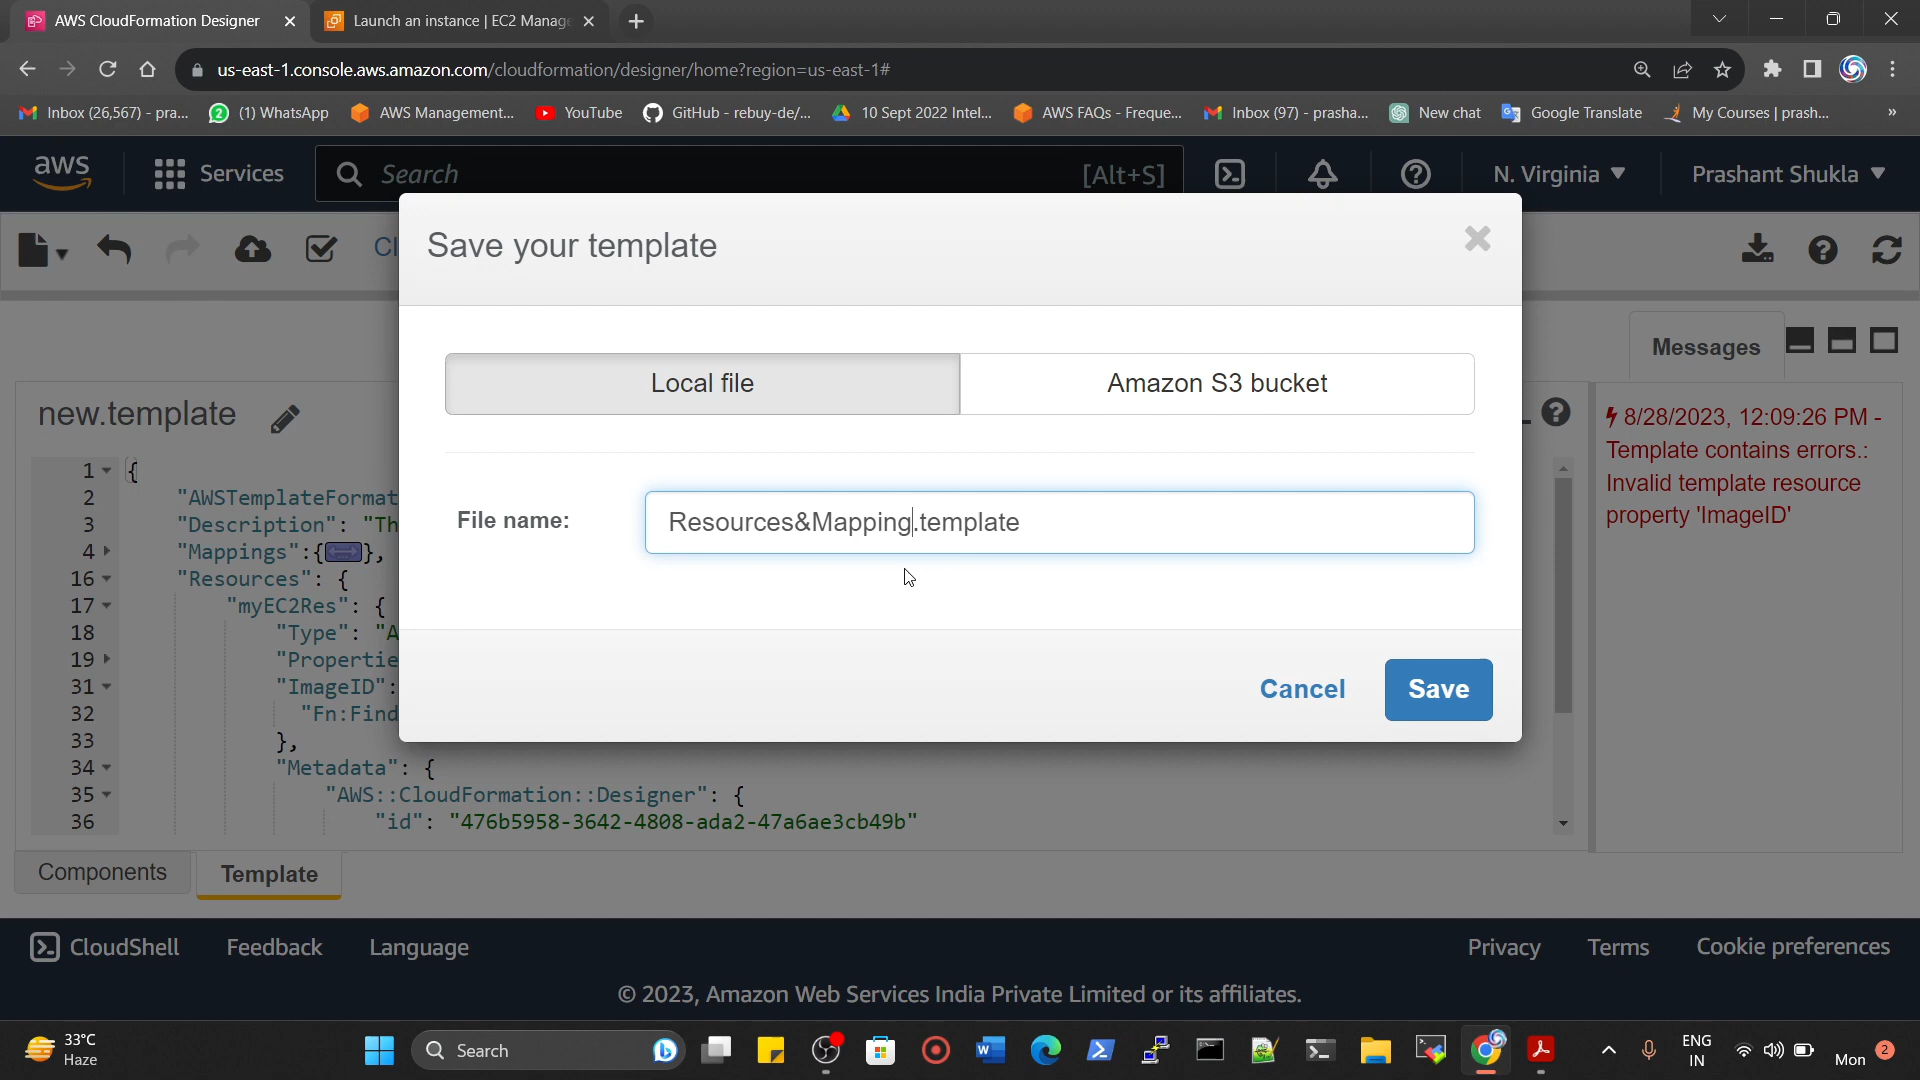 AWS CloudFormation Designer
Launch an instance | EC2 Manag
us-east-1.console.aws.amazon.com/cloudformation/designer/home?region=us-east-1#
Inbox (26,567) - pra...
(1) WhatsApp
AWS Management...
YouTube
GitHub - rebuy-de/...
10 Sept 2022 Intel...
AWS FAQs - Freque...
Inbox (97) - prasha...
New chat
Google Translate
My Courses | prash...
»
aws
Services
Search
[Alt+S]
N. Virginia
Prashant Shukla
Cl
Save your template
Local file
Amazon S3 bucket
File name:
Resources&Mapping.template
Cancel
Save
Messages
8/28/2023, 12:09:26 PM -
Template contains errors.:
Invalid template resource
property 'ImageID'
new.template
1 {
2 "AWSTemplateFormat
3 "Description": "Th
4 "Mappings":{ },
16 "Resources": {
17 "myEC2Res": {
18 "Type": "A
19 "Propertie
31 "ImageID":
32 "Fn:Find
33 },
34 "Metadata": {
35 "AWS::CloudFormation::Designer": {
36 "id": "476b5958-3642-4808-ada2-47a6ae3cb49b"
Components
Template
CloudShell
Feedback
Language
Privacy
Terms
Cookie preferences
© 2023, Amazon Web Services India Private Limited or its affiliates.
33°C
Haze
Search
ENG
IN
Mon
2